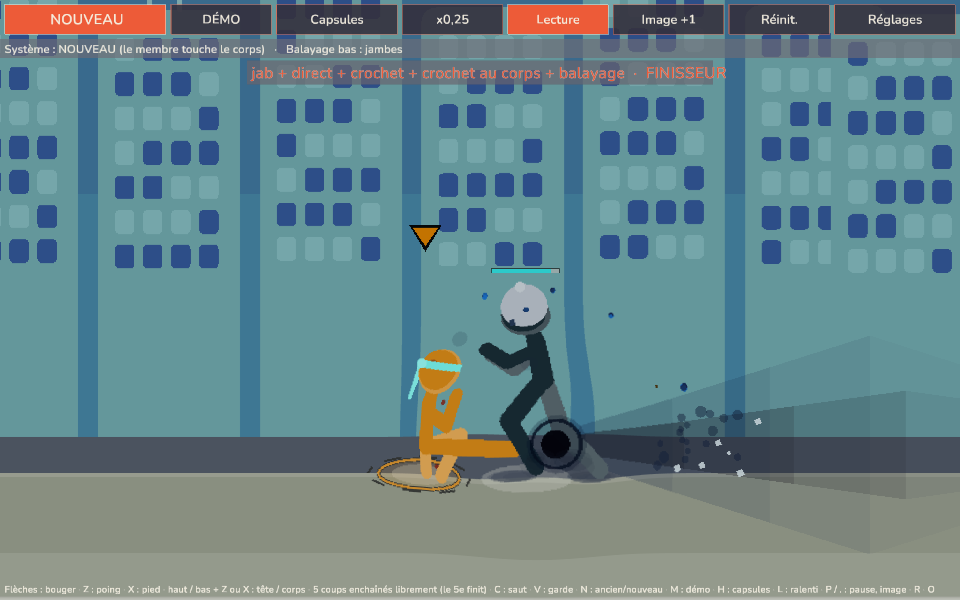 NOUVEAU DÉMO Capsules x0,25 Lecture Image +1 Réinit. Réglages
Système : NOUVEAU (le membre touche le corps) · Balayage bas : jambes
jab + direct + crochet + crochet au corps + balayage · FINISSEUR
Flèches : bouger Z : poing X : pied haut / bas + Z ou X : tête / corps 5 coups enchaînés librement (le 5e finit) C : saut V : garde N : ancien/nouveau M : démo H : capsules L : ralenti P / . : pause, image R O